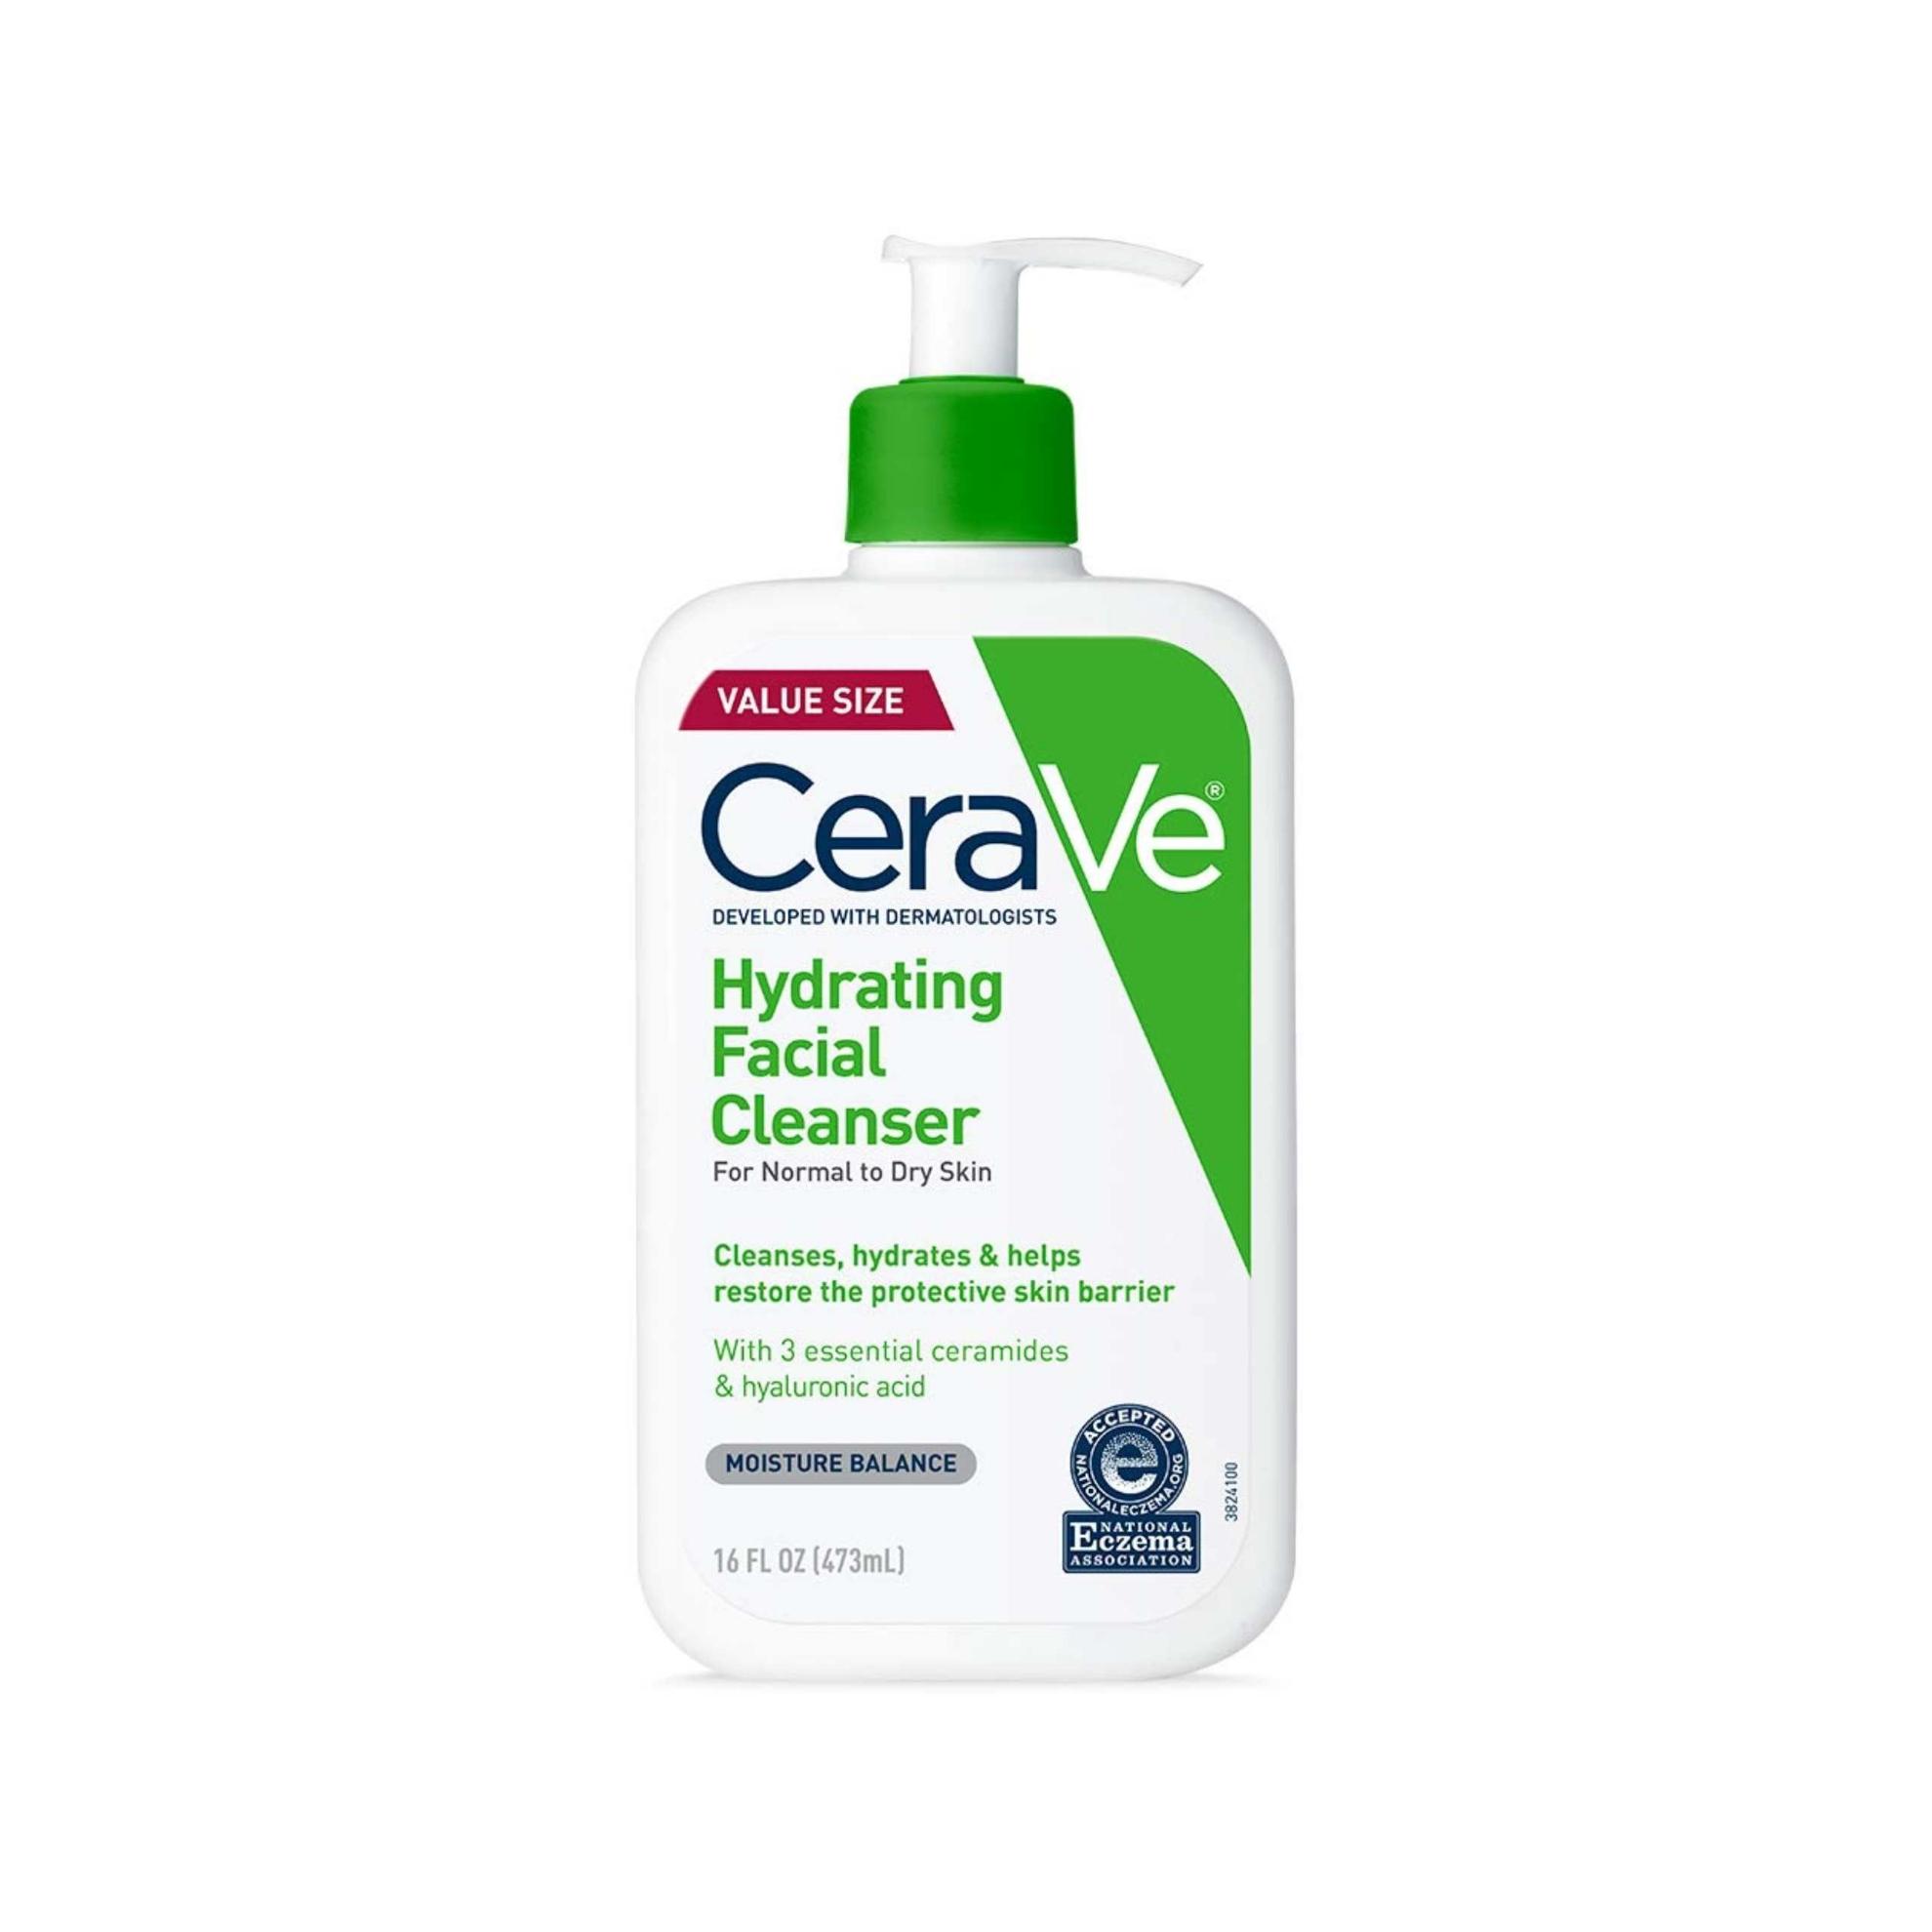 VALUE SIZE
CeraVe®
DEVELOPED WITH DERMATOLOGISTS
Hydrating
Facial
Cleanser
For Normal to Dry Skin
Cleanses, hydrates & helps
restore the protective skin barrier
With 3 essential ceramides
& hyaluronic acid
MOISTURE BALANCE
16 FL OZ (473mL)
ACCEPTED
e
NATIONALECZEMA.ORG
NATIONAL
Eczema
ASSOCIATION
3824100